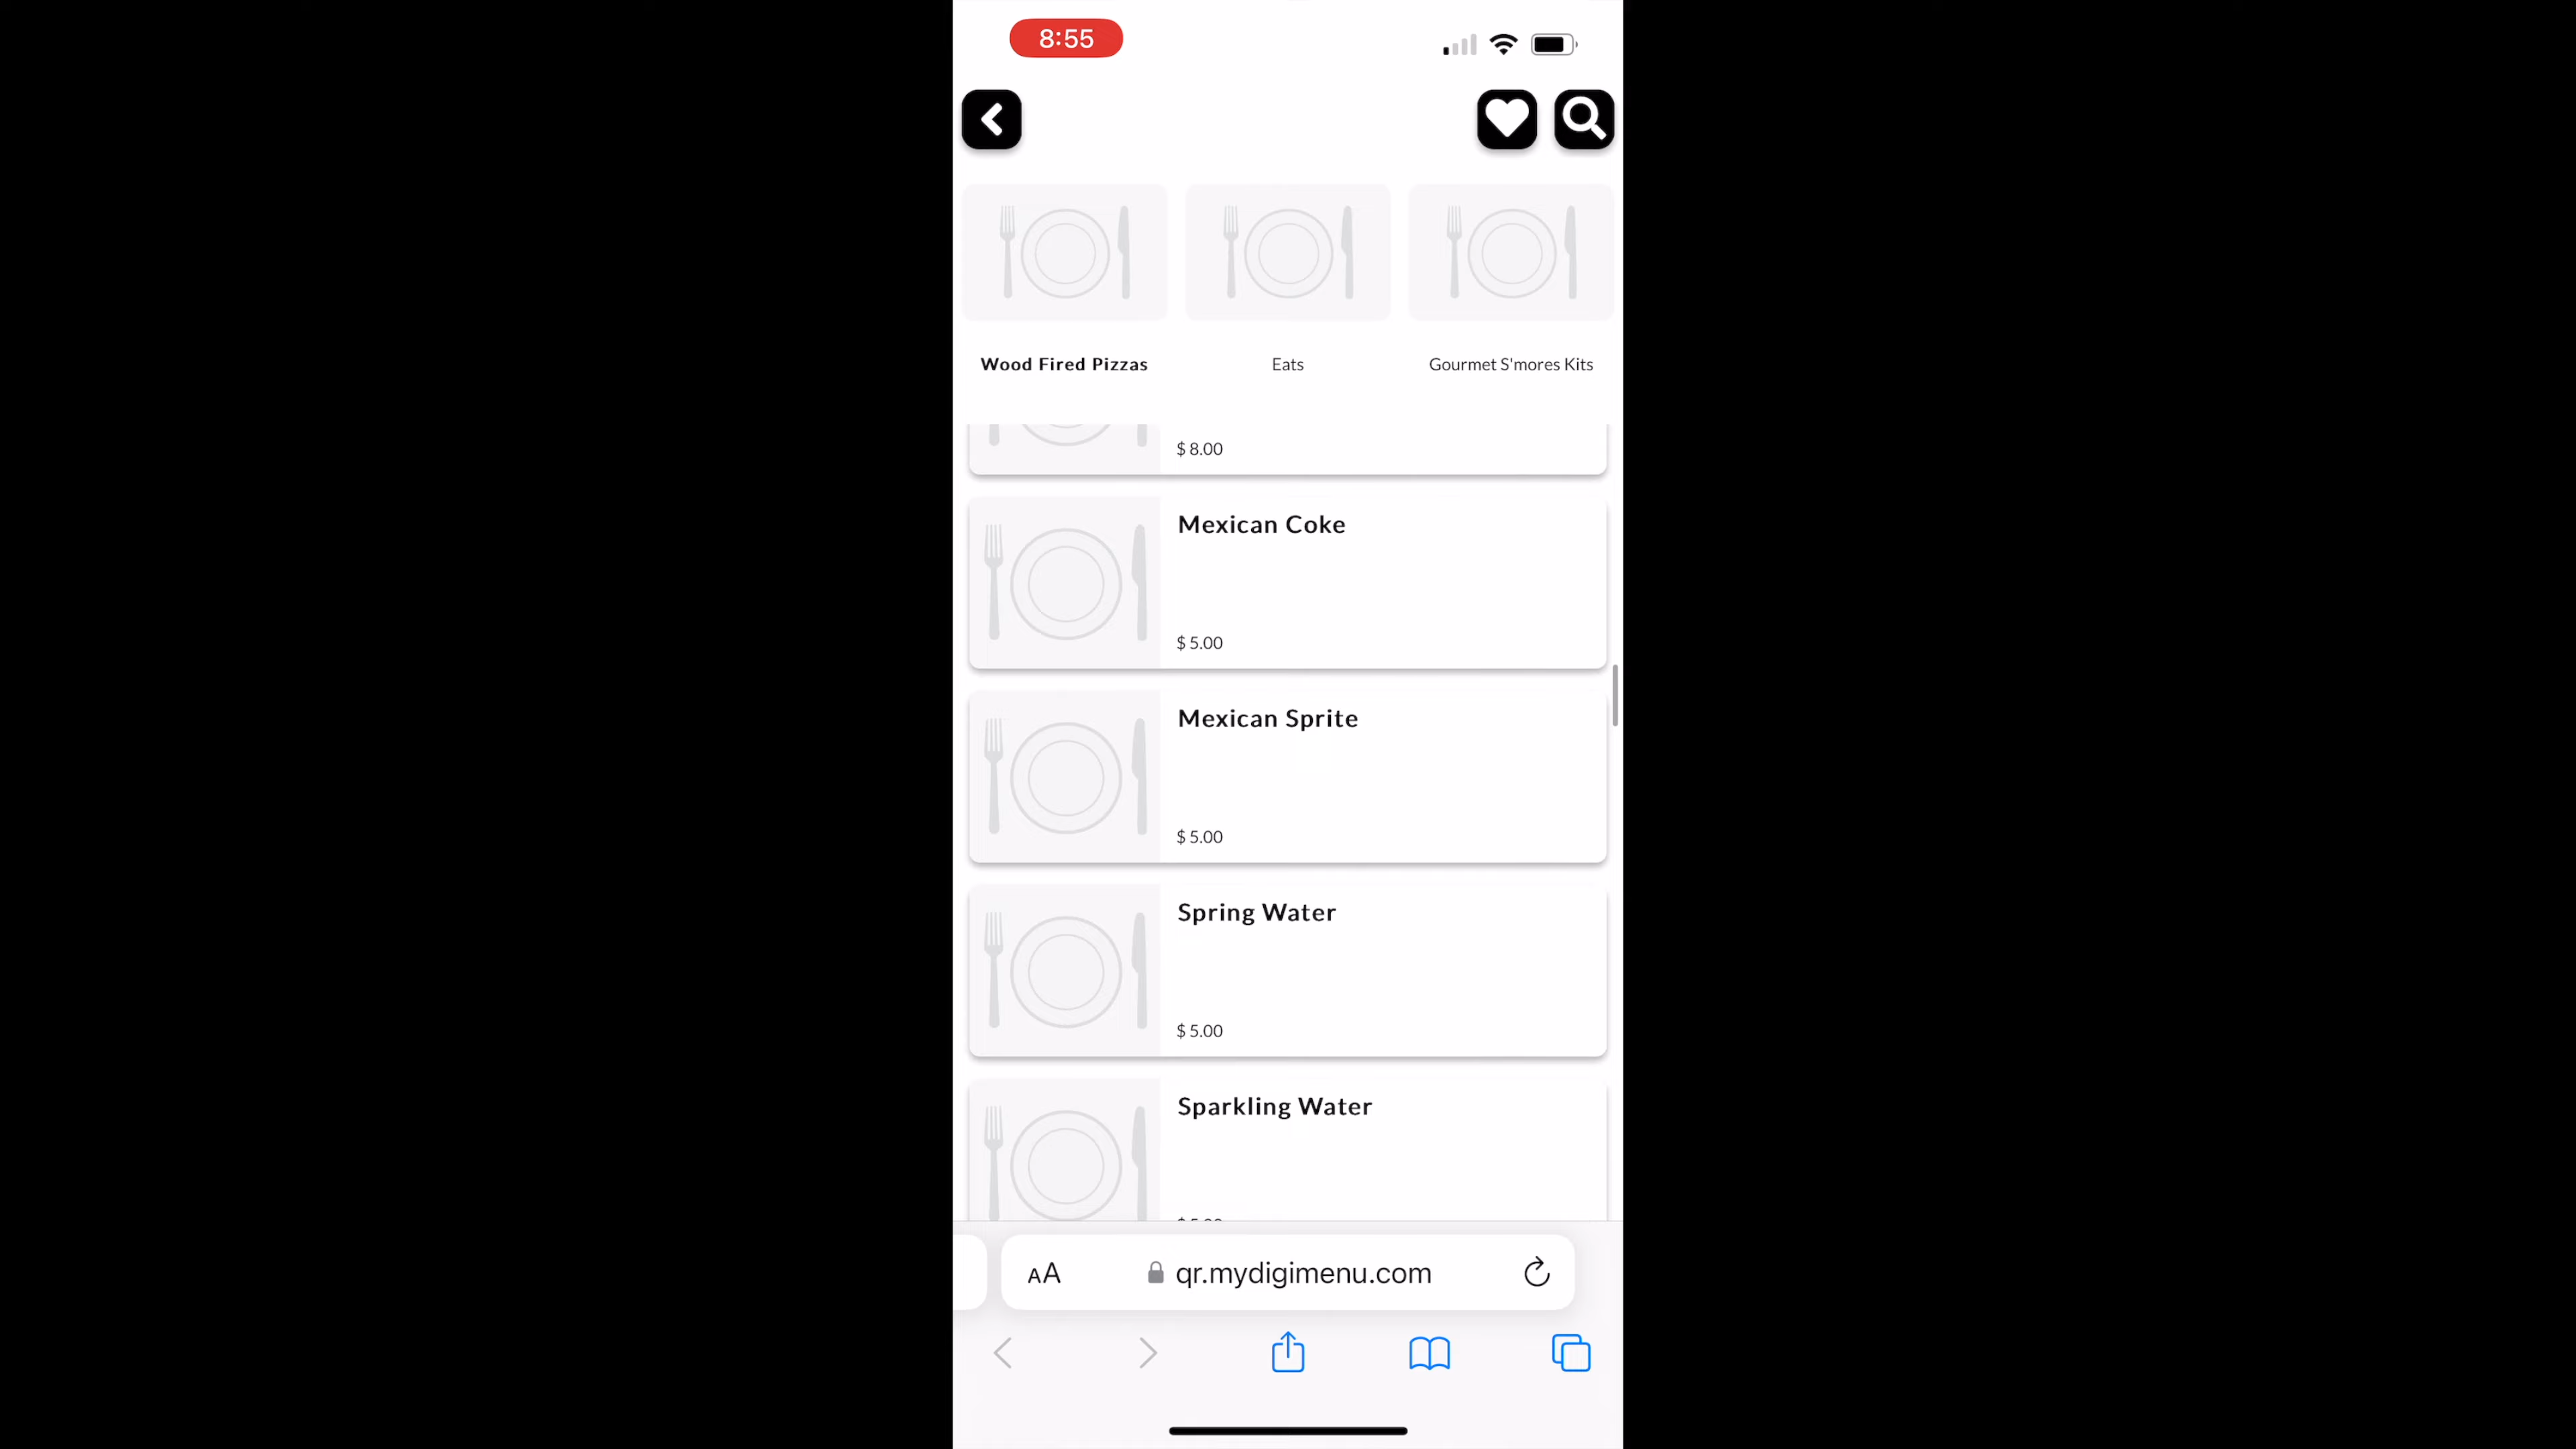 8:55
Wood Fired Pizzas
Eats
Gourmet S'mores Kits
$ 8.00
Mexican Coke
$ 5.00
Mexican Sprite
$ 5.00
Spring Water
$ 5.00
Sparkling Water
AA
qr.mydigimenu.com